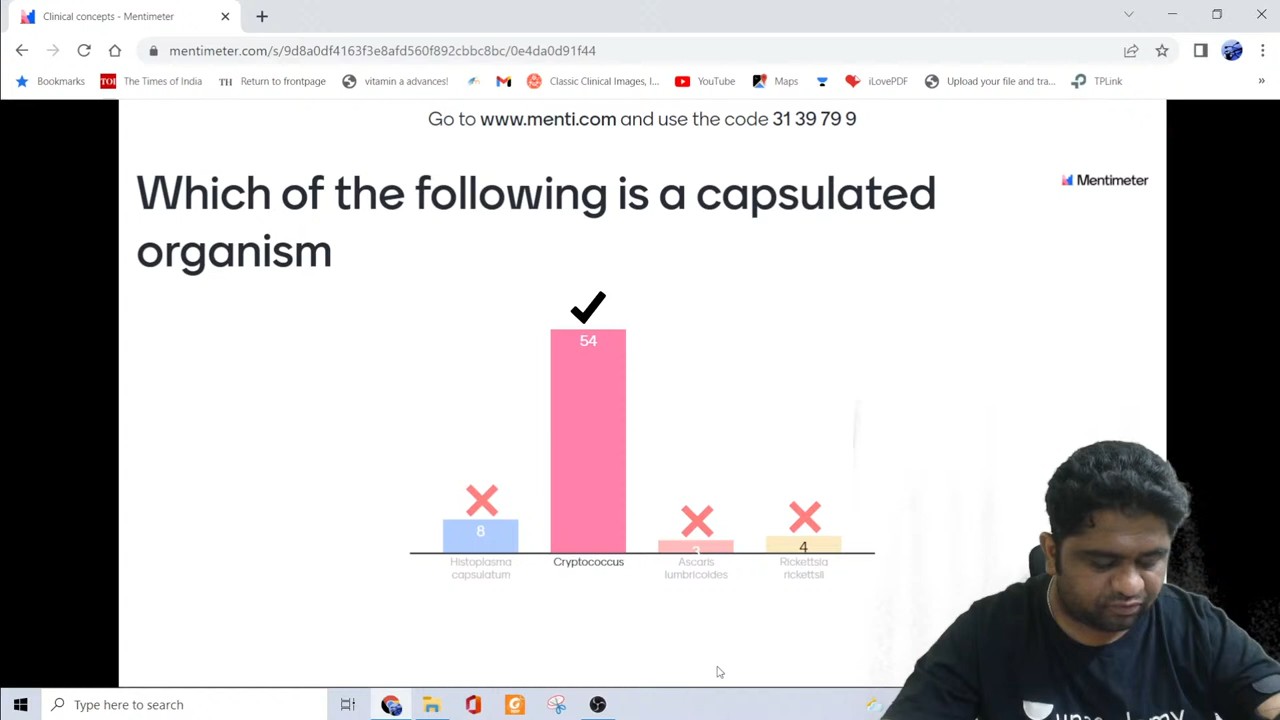 Clinical concepts - Mentimeter
mentimeter.com/s/9d8a0df4163f3e8afd560f892cbbc8bc/0e4da0d91f44
Bookmarks TOI The Times of India TH Return to frontpage vitamin a advances! Classic Clinical Images, I... YouTube Maps iLovePDF Upload your file and tra... TPLink »
Go to www.menti.com and use the code 31 39 79 9
Mentimeter
Which of the following is a capsulated
organism
54
8
3
4
Histoplasma
capsulatum
Cryptococcus
Ascaris
lumbricoides
Rickettsia
rickettsii
Type here to search